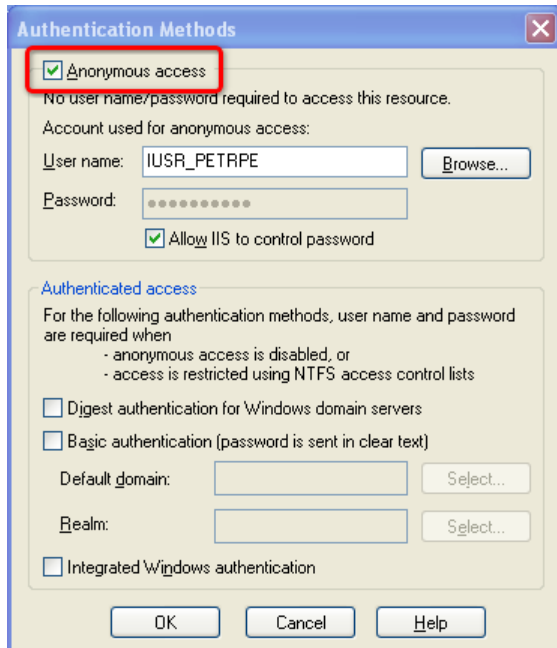 Authentication Methods
Anonymous access
No user name/password required to access this resource.
Account used for anonymous access:
User name: IUSR_PETRPE Browse...
Password: ●●●●●●●●●●
Allow IIS to control password
Authenticated access
For the following authentication methods, user name and password
are required when
- anonymous access is disabled, or
- access is restricted using NTFS access control lists
Digest authentication for Windows domain servers
Basic authentication (password is sent in clear text)
Default domain: Select...
Realm: Select...
Integrated Windows authentication
OK Cancel Help